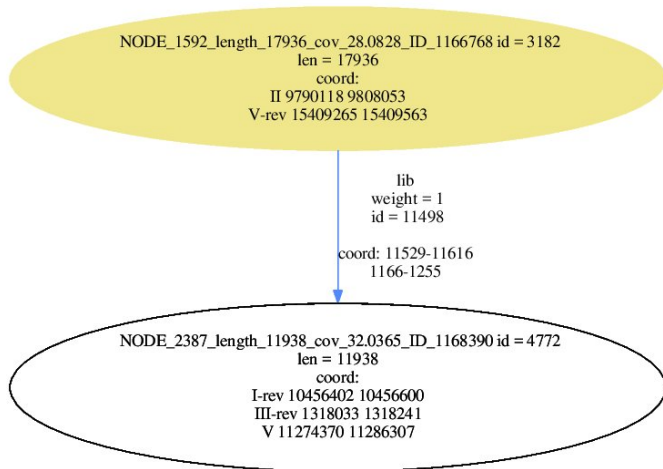 NODE_1592_length_17936_cov_28.0828_ID_1166768 id = 3182
len = 17936
coord:
II 9790118 9808053
V-rev 15409265 15409563
lib
weight = 1
id = 11498
coord: 11529-11616
1166-1255
NODE_2387_length_11938_cov_32.0365_ID_1168390 id = 4772
len = 11938
coord:
I-rev 10456402 10456600
III-rev 1318033 1318241
V 11274370 11286307